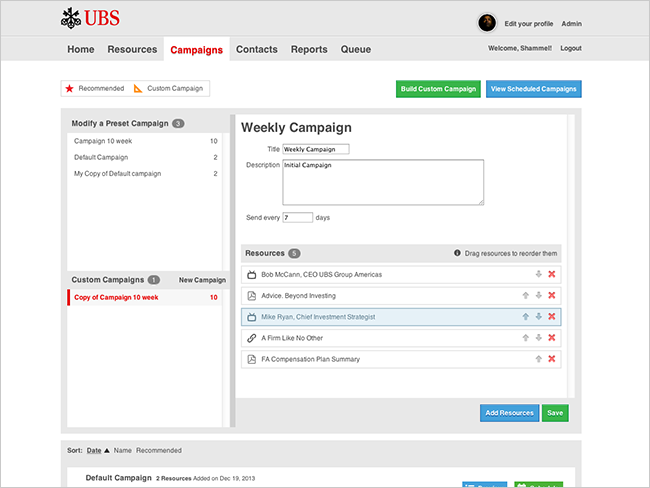 UBS
Edit your profile Admin
Home Resources Campaigns Contacts Reports Queue
Welcome, Shammel! Logout
Recommended Custom Campaign
Build Custom Campaign View Scheduled Campaigns
Modify a Preset Campaign 3
Campaign 10 week 10
Default Campaign 2
My Copy of Default campaign 2
Custom Campaigns 1 New Campaign
Copy of Campaign 10 week 10
Weekly Campaign
Title Weekly Campaign
Description Initial Campaign
Send every 7 days
Resources 5 Drag resources to reorder them
Bob McCann, CEO UBS Group Americas
Advice. Beyond Investing
Mike Ryan, Chief Investment Strategist
A Firm Like No Other
FA Compensation Plan Summary
Add Resources Save
Sort: Date Name Recommended
Default Campaign 2 Resources Added on Dec 19, 2013